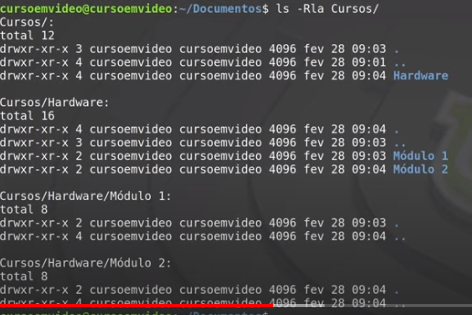 cursoemvideo@cursoemvideo:~/Documentos$ ls -Rla Cursos/
Cursos/:
total 12
drwxr-xr-x 3 cursoemvideo cursoemvideo 4096 fev 28 09:03 .
drwxr-xr-x 4 cursoemvideo cursoemvideo 4096 fev 28 09:01 ..
drwxr-xr-x 4 cursoemvideo cursoemvideo 4096 fev 28 09:04 Hardware
Cursos/Hardware:
total 16
drwxr-xr-x 4 cursoemvideo cursoemvideo 4096 fev 28 09:04 .
drwxr-xr-x 3 cursoemvideo cursoemvideo 4096 fev 28 09:03 ..
drwxr-xr-x 2 cursoemvideo cursoemvideo 4096 fev 28 09:03 Módulo 1
drwxr-xr-x 2 cursoemvideo cursoemvideo 4096 fev 28 09:04 Módulo 2
Cursos/Hardware/Módulo 1:
total 8
drwxr-xr-x 2 cursoemvideo cursoemvideo 4096 fev 28 09:03 .
drwxr-xr-x 4 cursoemvideo cursoemvideo 4096 fev 28 09:04 ..
Cursos/Hardware/Módulo 2:
total 8
drwxr-xr-x 2 cursoemvideo cursoemvideo 4096 fev 28 09:04 .
drwxr-xr-x 4 cursoemvideo cursoemvideo 4096 fev 28 09:04 ..
cursoemvideo@cursoemvideo:~/Documentos$